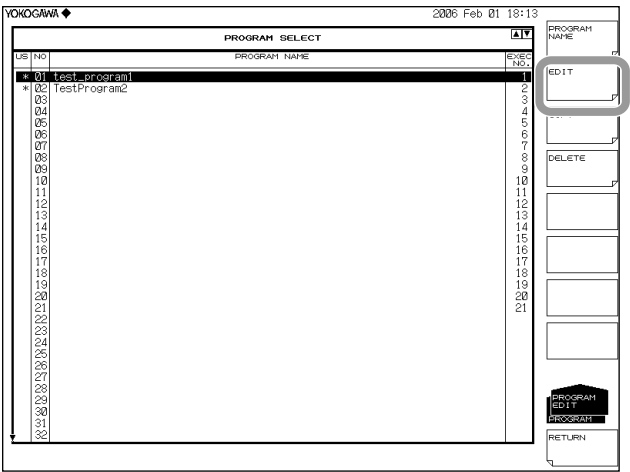 YOKOGAWA ◆ 2006 Feb 01 18:13
PROGRAM SELECT
US NO PROGRAM NAME EXEC NO.
* 01 test_program1 1
* 02 TestProgram2 2
03 3
04 4
05 5
06 6
07 7
08 8
09 9
10 10
11 11
12 12
13 13
14 14
15 15
16 16
17 17
18 18
19 19
20 20
21 21
22
23
24
25
26
27
28
29
30
31
32
PROGRAM
NAME
EDIT
DELETE
PROGRAM
EDIT
PROGRAM
RETURN